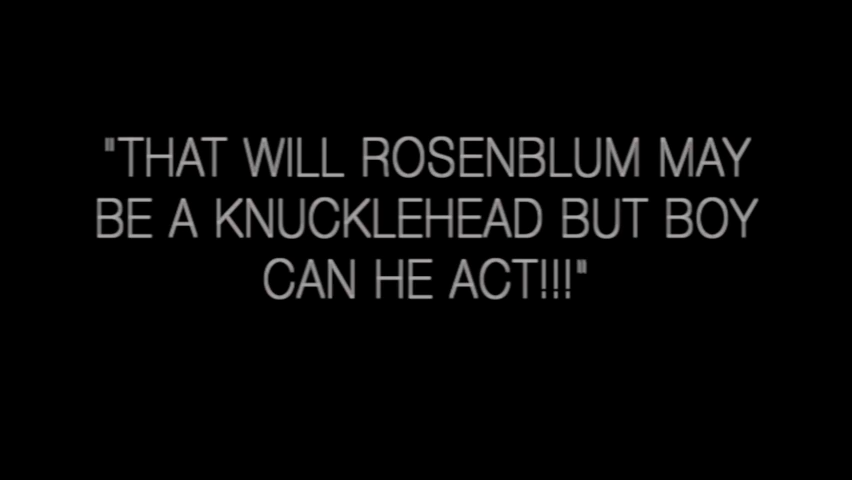 "THAT WILL ROSENBLUM MAY
BE A KNUCKLEHEAD BUT BOY
CAN HE ACT!!!"